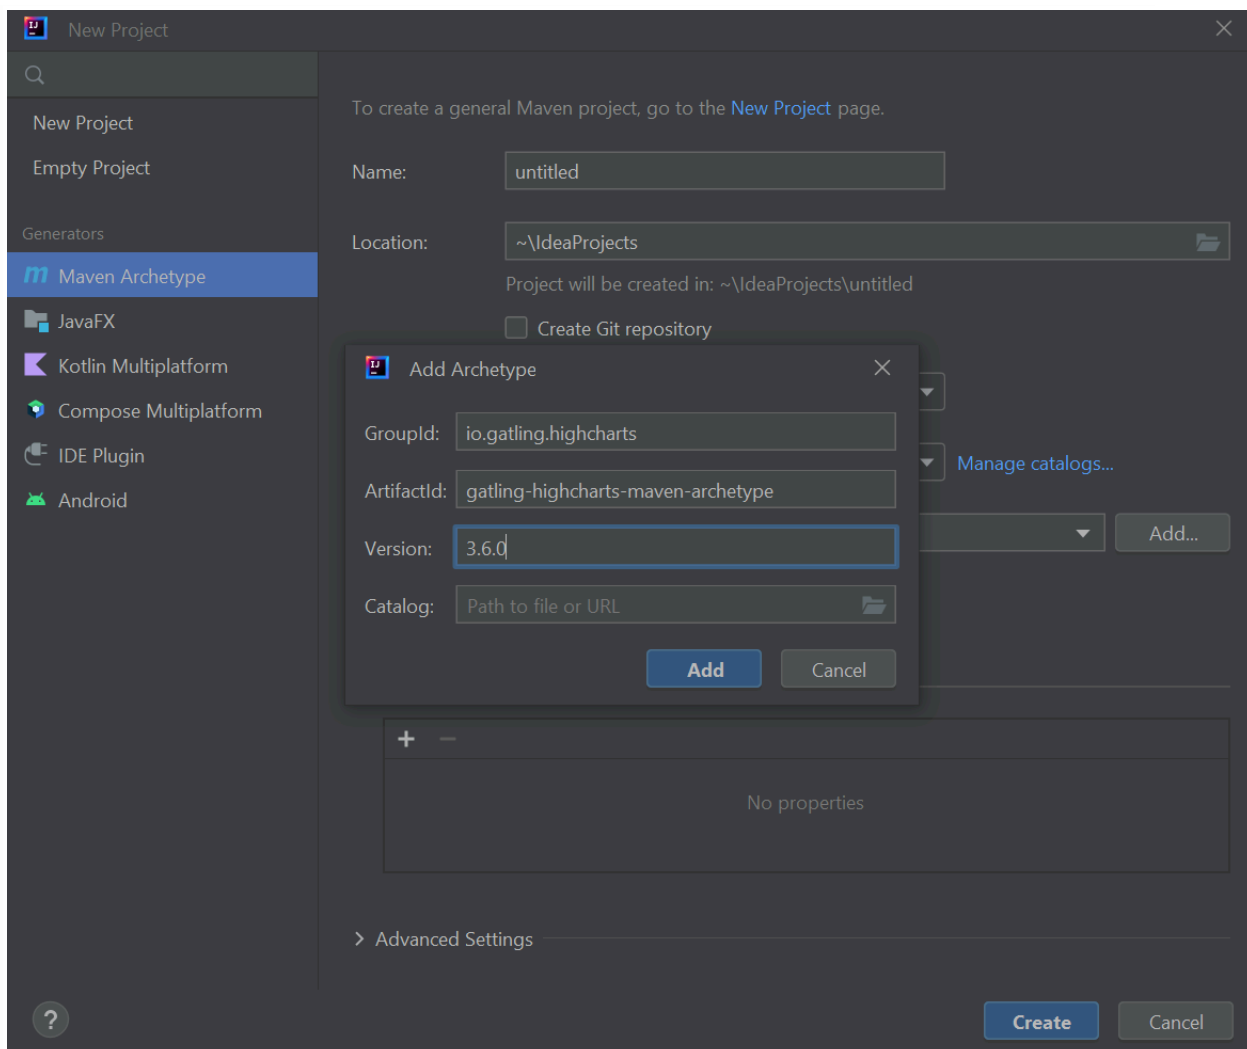 New Project
New Project
Empty Project
Generators
Maven Archetype
JavaFX
Kotlin Multiplatform
Compose Multiplatform
IDE Plugin
Android
To create a general Maven project, go to the New Project page.
Name: untitled
Location: ~\IdeaProjects
Project will be created in: ~\IdeaProjects\untitled
Create Git repository
Manage catalogs...
Add...
Add Archetype
GroupId: io.gatling.highcharts
ArtifactId: gatling-highcharts-maven-archetype
Version: 3.6.0
Catalog: Path to file or URL
Add Cancel
+ −
No properties
Advanced Settings
? Create Cancel